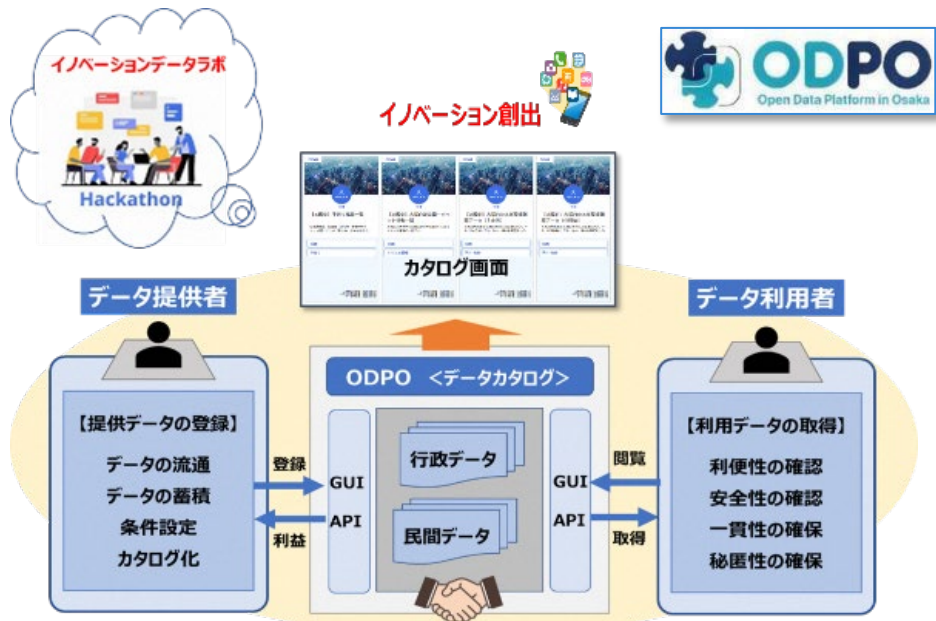 イノベーションデータラボ
Hackathon
イノベーション創出
ODPO
Open Data Platform in Osaka
カタログ画面
データ提供者
データ利用者
ODPO <データカタログ>
【提供データの登録】
データの流通
データの蓄積
条件設定
カタログ化
登録
利益
GUI
API
行政データ
民間データ
GUI
API
閲覧
取得
【利用データの取得】
利便性の確認
安全性の確認
一貫性の確保
秘匿性の確保